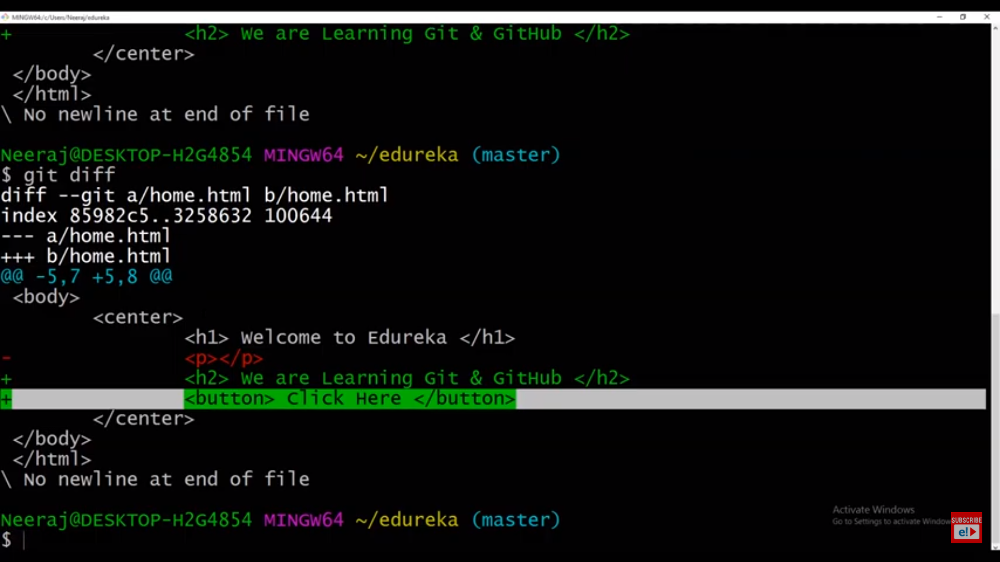 MINGW64:/c/Users/Neeraj/edureka
+ <h2> We are Learning Git & GitHub </h2>
</center>
</body>
</html>
\ No newline at end of file
Neeraj@DESKTOP-H2G4854 MINGW64 ~/edureka (master)
$ git diff
diff --git a/home.html b/home.html
index 85982c5..3258632 100644
--- a/home.html
+++ b/home.html
@@ -5,7 +5,8 @@
<body>
<center>
<h1> Welcome to Edureka </h1>
- <p></p>
+ <h2> We are Learning Git & GitHub </h2>
+ <button> Click Here </button>
</center>
</body>
</html>
\ No newline at end of file
Neeraj@DESKTOP-H2G4854 MINGW64 ~/edureka (master)
$
Activate Windows
Go to Settings to activate Window
SUBSCRIBE
e!